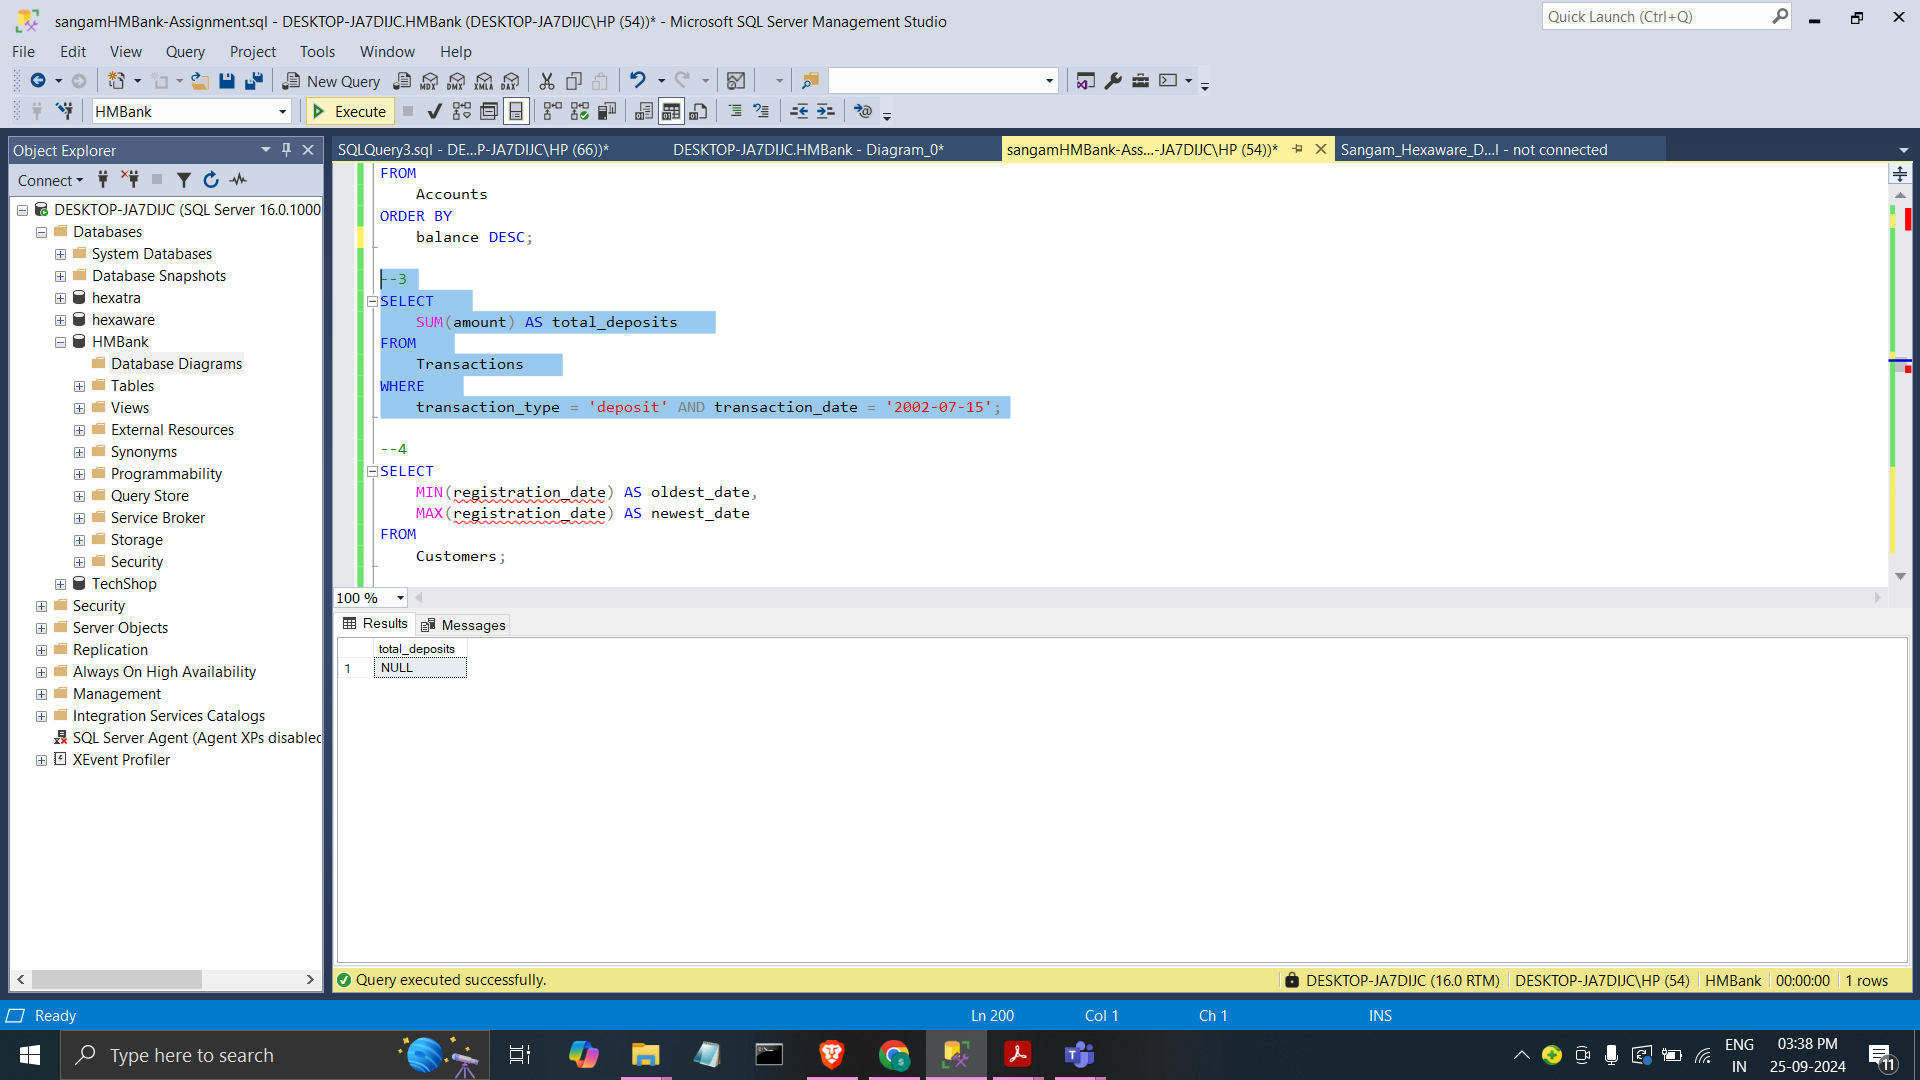 sangamHMBank-Assignment.sql - DESKTOP-JA7DIJC.HMBank (DESKTOP-JA7DIJC\HP (54))* - Microsoft SQL Server Management Studio
Quick Launch (Ctrl+Q)
File Edit View Query Project Tools Window Help
New Query MDX DMX XMLA DAX
HMBank Execute
Object Explorer
SQLQuery3.sql - DE...P-JA7DIJC\HP (66))* DESKTOP-JA7DIJC.HMBank - Diagram_0* sangamHMBank-Ass...-JA7DIJC\HP (54))* Sangam_Hexaware_D...l - not connected
Connect
DESKTOP-JA7DIJC (SQL Server 16.0.1000
Databases
System Databases
Database Snapshots
hexatra
hexaware
HMBank
Database Diagrams
Tables
Views
External Resources
Synonyms
Programmability
Query Store
Service Broker
Storage
Security
TechShop
Security
Server Objects
Replication
Always On High Availability
Management
Integration Services Catalogs
SQL Server Agent (Agent XPs disabled
XEvent Profiler
FROM
Accounts
ORDER BY
balance DESC;
--3
SELECT
SUM(amount) AS total_deposits
FROM
Transactions
WHERE
transaction_type = 'deposit' AND transaction_date = '2002-07-15';
--4
SELECT
MIN(registration_date) AS oldest_date,
MAX(registration_date) AS newest_date
FROM
Customers;
100 %
Results Messages
total_deposits
1 NULL
Query executed successfully. DESKTOP-JA7DIJC (16.0 RTM) DESKTOP-JA7DIJC\HP (54) HMBank 00:00:00 1 rows
Ready Ln 200 Col 1 Ch 1 INS
Type here to search
ENG
IN
03:38 PM
25-09-2024
11